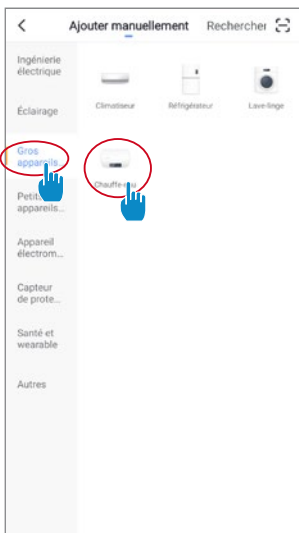 Ajouter manuellement Rechercher
Ingénierie
électrique
Climatiseur Réfrigérateur Lave-linge
Éclairage
Gros
appareils...
Chauffe-eau
Petits
appareils...
Appareil
électrom...
Capteur
de prote...
Santé et
wearable
Autres